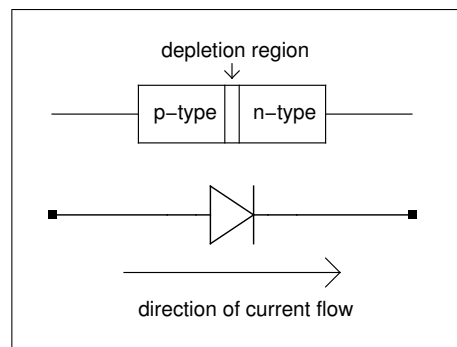 depletion region
p−type n−type
direction of current flow